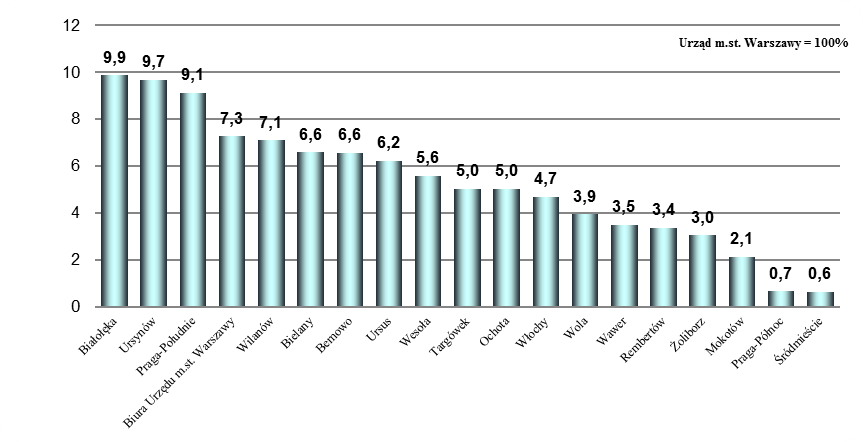 12
Urząd m.st. Warszawy = 100%
10
8
6
4
2
0
9,9
9,7
9,1
7,3
7,1
6,6
6,6
6,2
5,6
5,0
5,0
4,7
3,9
3,5
3,4
3,0
2,1
0,7
0,6
Białołęka
Ursynów
Praga-Południe
Biura Urzędu m.st. Warszawy
Wilanów
Bielany
Bemowo
Ursus
Wesoła
Targówek
Ochota
Włochy
Wola
Wawer
Rembertów
Żoliborz
Mokotów
Praga-Północ
Śródmieście